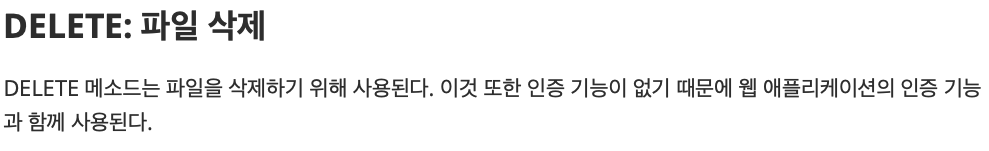 DELETE: 파일 삭제
DELETE 메소드는 파일을 삭제하기 위해 사용된다. 이것 또한 인증 기능이 없기 때문에 웹 애플리케이션의 인증 기능
과 함께 사용된다.